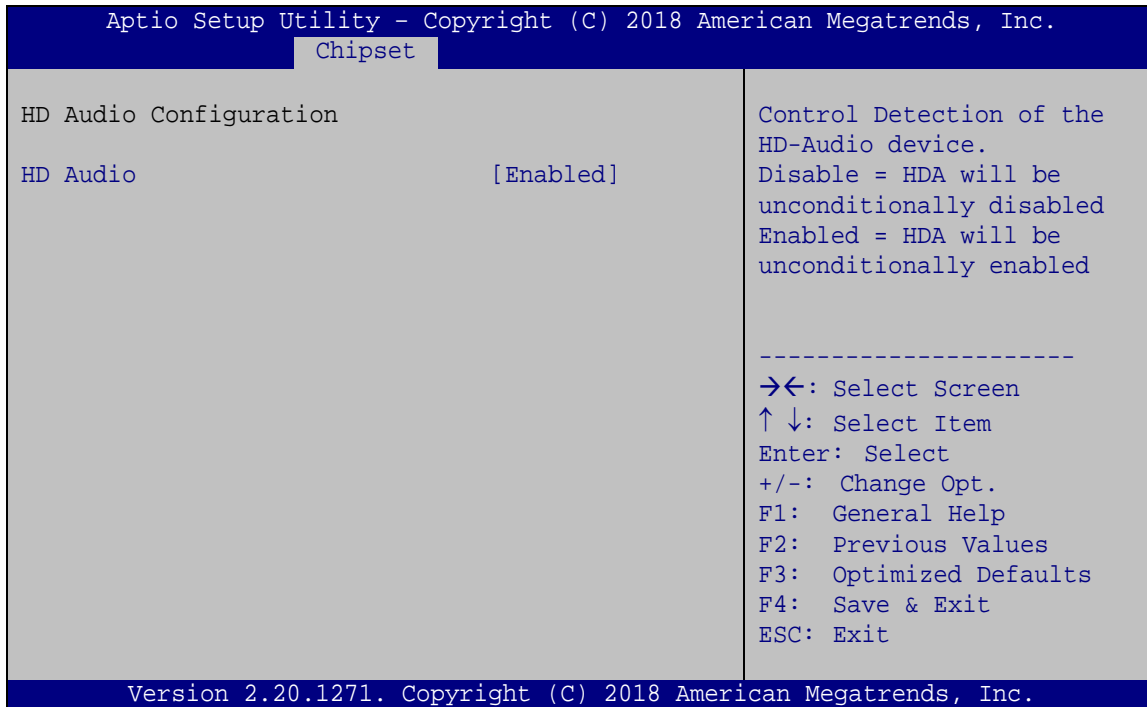 Aptio Setup Utility – Copyright (C) 2018 American Megatrends, Inc.
Chipset
HD Audio Configuration
HD Audio [Enabled]
Control Detection of the
HD-Audio device.
Disable = HDA will be
unconditionally disabled
Enabled = HDA will be
unconditionally enabled
----------------------
→←: Select Screen
↑ ↓: Select Item
Enter: Select
+/-: Change Opt.
F1: General Help
F2: Previous Values
F3: Optimized Defaults
F4: Save & Exit
ESC: Exit
Version 2.20.1271. Copyright (C) 2018 American Megatrends, Inc.